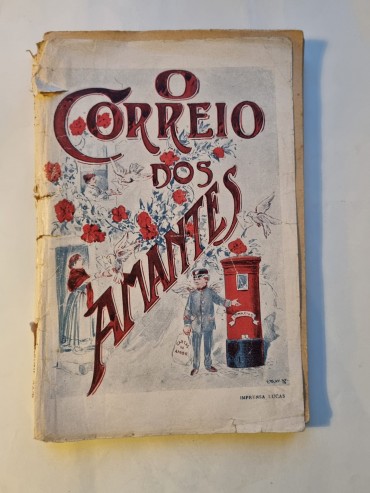 O
CORREIO
DOS
AMANTES
IMPRENSA LUCAS